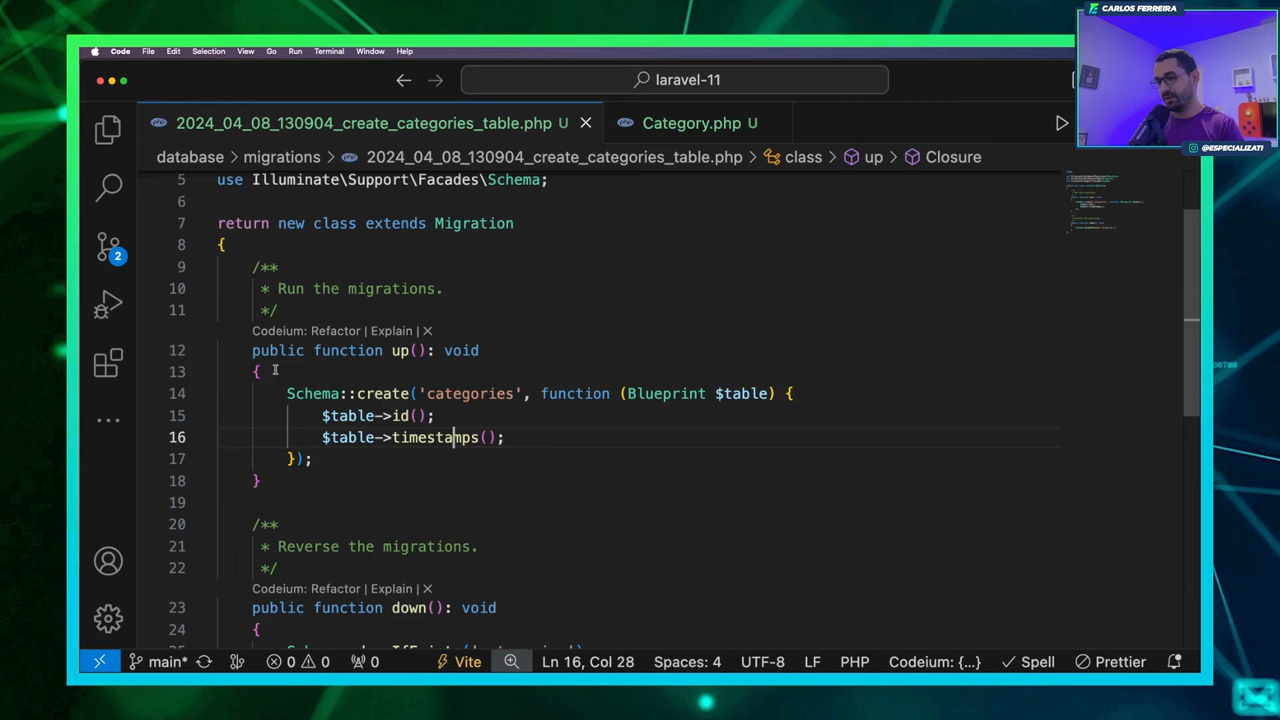 CARLOS FERREIRA
@ESPECIALIZATI
Code File Edit Selection View Go Run Terminal Window Help
laravel-11
2024_04_08_130904_create_categories_table.php U
Category.php U
database > migrations > 2024_04_08_130904_create_categories_table.php > class > up > Closure
5 use Illuminate\Support\Facades\Schema;
6
7 return new class extends Migration
8 {
9 /**
10 * Run the migrations.
11 */
Codeium: Refactor | Explain | ×
12 public function up(): void
13 {
14 Schema::create('categories', function (Blueprint $table) {
15 $table->id();
16 $table->timestamps();
17 });
18 }
19
20 /**
21 * Reverse the migrations.
22 */
Codeium: Refactor | Explain | ×
23 public function down(): void
24 {
2
main* 0 0 0 Vite Ln 16, Col 28 Spaces: 4 UTF-8 LF PHP Codeium: {...} Spell Prettier